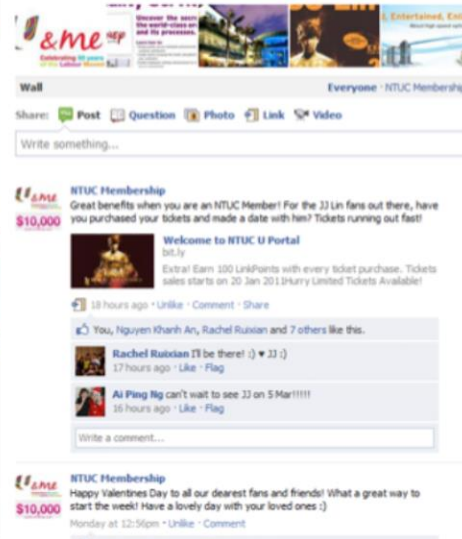 U &me
Celebrating 50 years
of the Labour Movement
Uncover the
the world-class
and its processes.
Entertained,
Wall
Everyone · NTUC Membership
Share: Post Question Photo Link Video
Write something...
U &me
$10,000
NTUC Membership
Great benefits when you are an NTUC Member! For the JJ Lin fans out there, have
you purchased your tickets and made a date with him? Tickets running out fast!
Welcome to NTUC U Portal
bit.ly
Extra! Earn 100 LinkPoints with every ticket purchase. Tickets
sales starts on 20 Jan 2011Hurry Limited Tickets Available!
18 hours ago · Unlike · Comment · Share
You, Nguyen Khanh An, Rachel Ruixian and 7 others like this.
Rachel Ruixian I'll be there! :) ♥ JJ :)
17 hours ago · Like · Flag
Ai Ping Ng can't wait to see JJ on 5 Mar!!!!!
16 hours ago · Like · Flag
Write a comment...
U &me
$10,000
NTUC Membership
Happy Valentines Day to all our dearest fans and friends! What a great way to
start the week! Have a lovely day with your loved ones :)
Monday at 12:56pm · Unlike · Comment